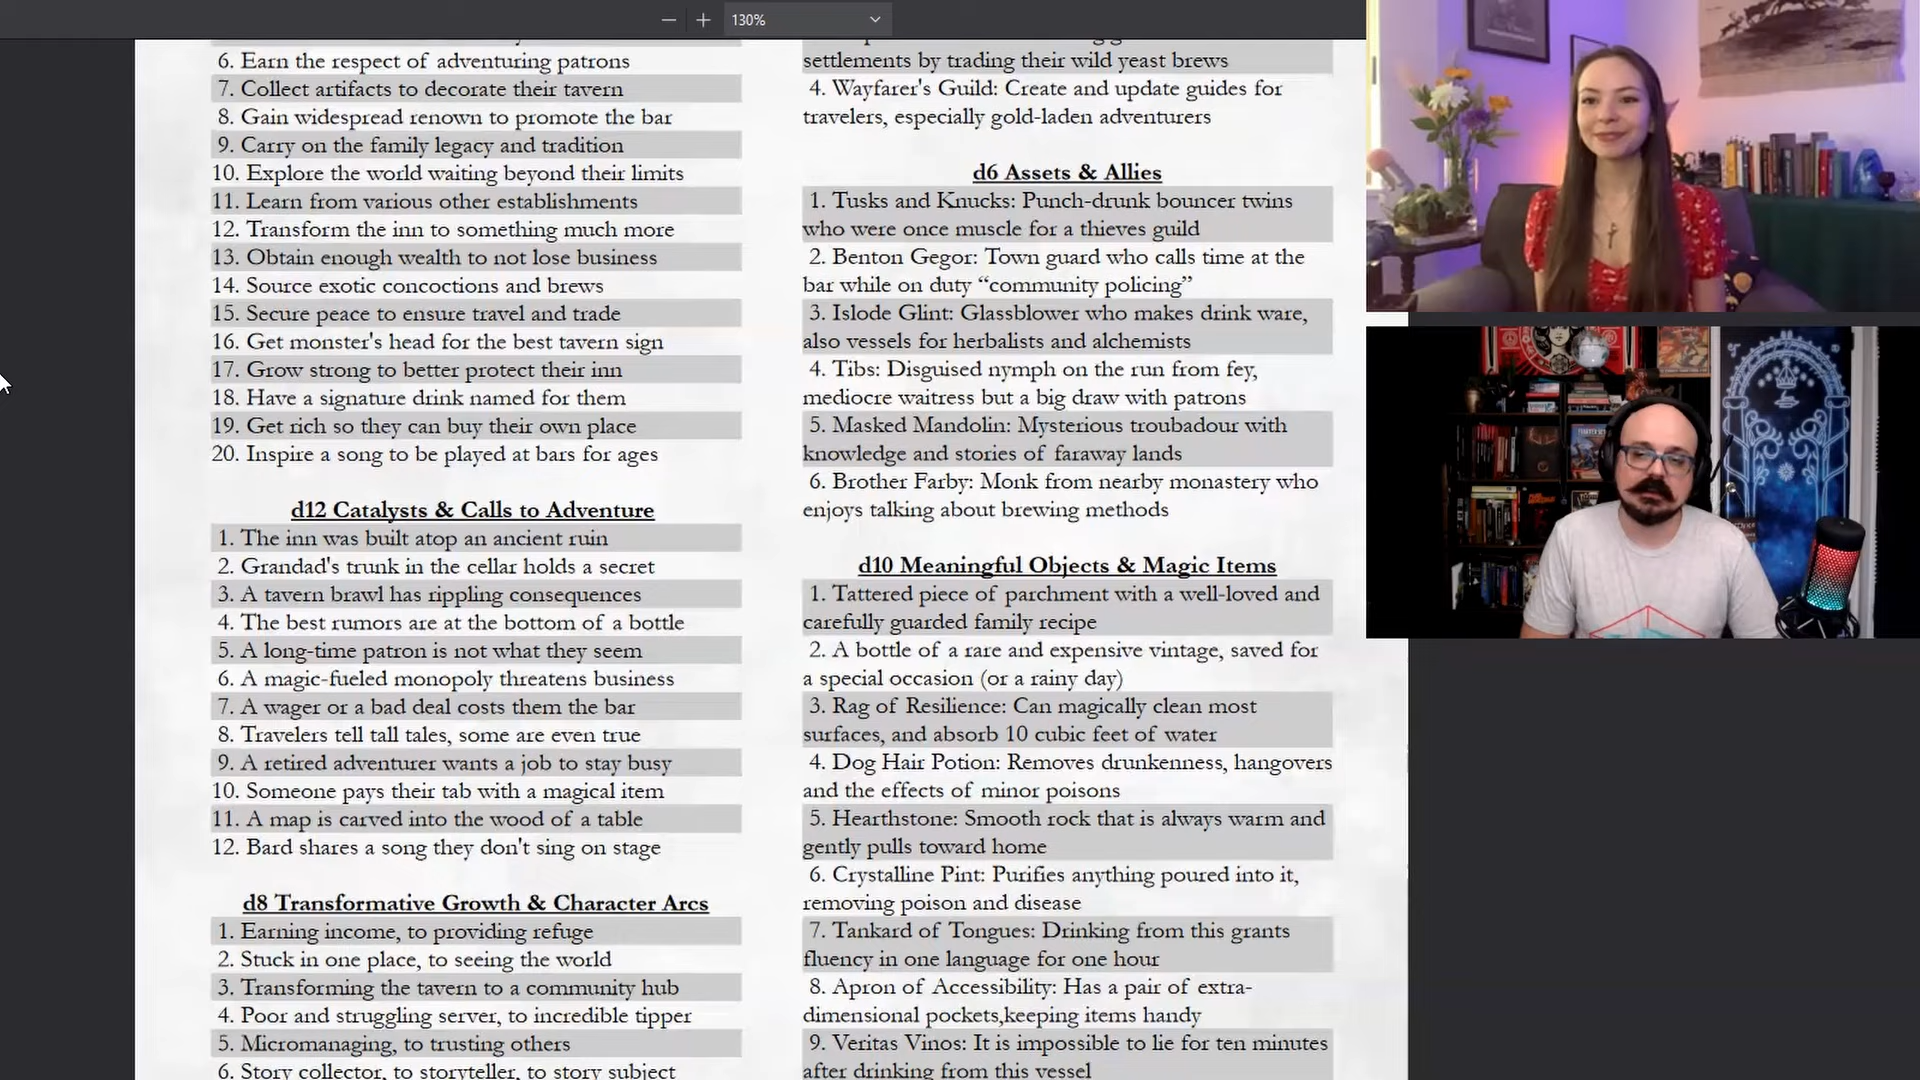 130%
6. Earn the respect of adventuring patrons
7. Collect artifacts to decorate their tavern
8. Gain widespread renown to promote the bar
9. Carry on the family legacy and tradition
10. Explore the world waiting beyond their limits
11. Learn from various other establishments
12. Transform the inn to something much more
13. Obtain enough wealth to not lose business
14. Source exotic concoctions and brews
15. Secure peace to ensure travel and trade
16. Get monster's head for the best tavern sign
17. Grow strong to better protect their inn
18. Have a signature drink named for them
19. Get rich so they can buy their own place
20. Inspire a song to be played at bars for ages
d12 Catalysts & Calls to Adventure
1. The inn was built atop an ancient ruin
2. Grandad's trunk in the cellar holds a secret
3. A tavern brawl has rippling consequences
4. The best rumors are at the bottom of a bottle
5. A long-time patron is not what they seem
6. A magic-fueled monopoly threatens business
7. A wager or a bad deal costs them the bar
8. Travelers tell tall tales, some are even true
9. A retired adventurer wants a job to stay busy
10. Someone pays their tab with a magical item
11. A map is carved into the wood of a table
12. Bard shares a song they don't sing on stage
d8 Transformative Growth & Character Arcs
1. Earning income, to providing refuge
2. Stuck in one place, to seeing the world
3. Transforming the tavern to a community hub
4. Poor and struggling server, to incredible tipper
5. Micromanaging, to trusting others
6. Story collector, to storyteller, to story subject
settlements by trading their wild yeast brews
4. Wayfarer's Guild: Create and update guides for
travelers, especially gold-laden adventurers
d6 Assets & Allies
1. Tusks and Knucks: Punch-drunk bouncer twins
who were once muscle for a thieves guild
2. Benton Gegor: Town guard who calls time at the
bar while on duty “community policing”
3. Islode Glint: Glassblower who makes drink ware,
also vessels for herbalists and alchemists
4. Tibs: Disguised nymph on the run from fey,
mediocre waitress but a big draw with patrons
5. Masked Mandolin: Mysterious troubadour with
knowledge and stories of faraway lands
6. Brother Farby: Monk from nearby monastery who
enjoys talking about brewing methods
d10 Meaningful Objects & Magic Items
1. Tattered piece of parchment with a well-loved and
carefully guarded family recipe
2. A bottle of a rare and expensive vintage, saved for
a special occasion (or a rainy day)
3. Rag of Resilience: Can magically clean most
surfaces, and absorb 10 cubic feet of water
4. Dog Hair Potion: Removes drunkenness, hangovers
and the effects of minor poisons
5. Hearthstone: Smooth rock that is always warm and
gently pulls toward home
6. Crystalline Pint: Purifies anything poured into it,
removing poison and disease
7. Tankard of Tongues: Drinking from this grants
fluency in one language for one hour
8. Apron of Accessibility: Has a pair of extra-
dimensional pockets,keeping items handy
9. Veritas Vinos: It is impossible to lie for ten minutes
after drinking from this vessel